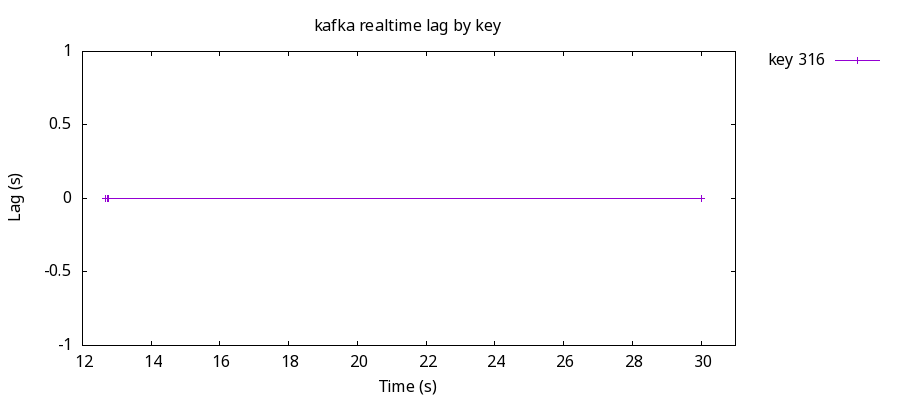 kafka realtime lag by key
key 316
1
0.5
0
-0.5
-1
Lag (s)
12 14 16 18 20 22 24 26 28 30
Time (s)